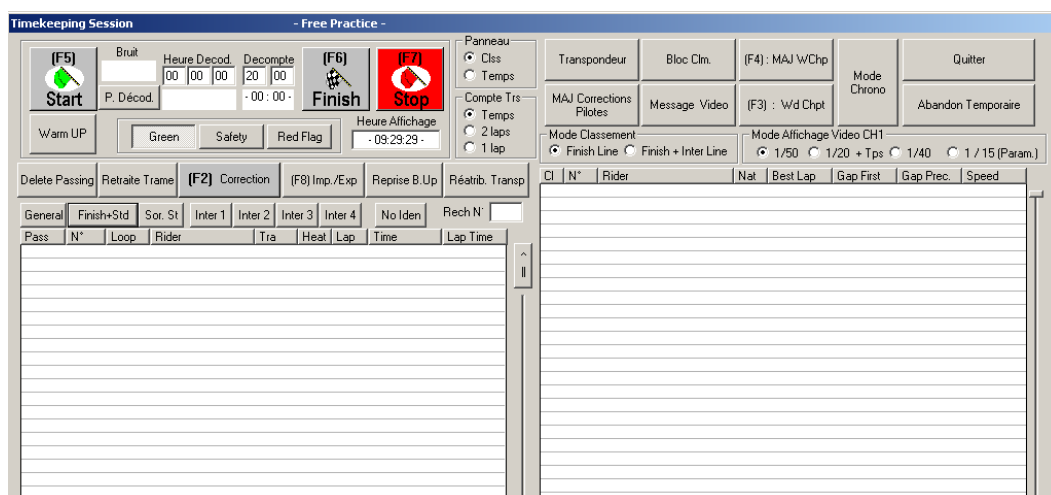 Timekeeping Session - Free Practice -
(F5) Start
Bruit
Heure Decod.
00 00 00
Decompte
20 00
P. Décod.
- 00 : 00 -
(F6) Finish
(F7) Stop
Panneau
Clss
Temps
Compte Trs
Temps
2 laps
1 lap
Warm UP
Green Safety Red Flag
Heure Affichage
- 09:29:29 -
Transpondeur Bloc Clm. (F4) : MAJ WChp Mode Chrono Quitter
MAJ Corrections Pilotes Message Video (F3) : Wd Chpt Abandon Temporaire
Mode Classement
Finish Line Finish + Inter Line
Mode Affichage Video CH1
1/50 1/20 + Tps 1/40 1 / 15 (Param.)
Delete Passing Retraite Trame (F2) Correction (F8) Imp./Exp Reprise B.Up Réatrib. Transp
General Finish+Std Sor. St Inter 1 Inter 2 Inter 3 Inter 4 No Iden Rech N°
Pass N° Loop Rider Tra Heat Lap Time Lap Time
Cl N° Rider Nat Best Lap Gap First Gap Prec. Speed